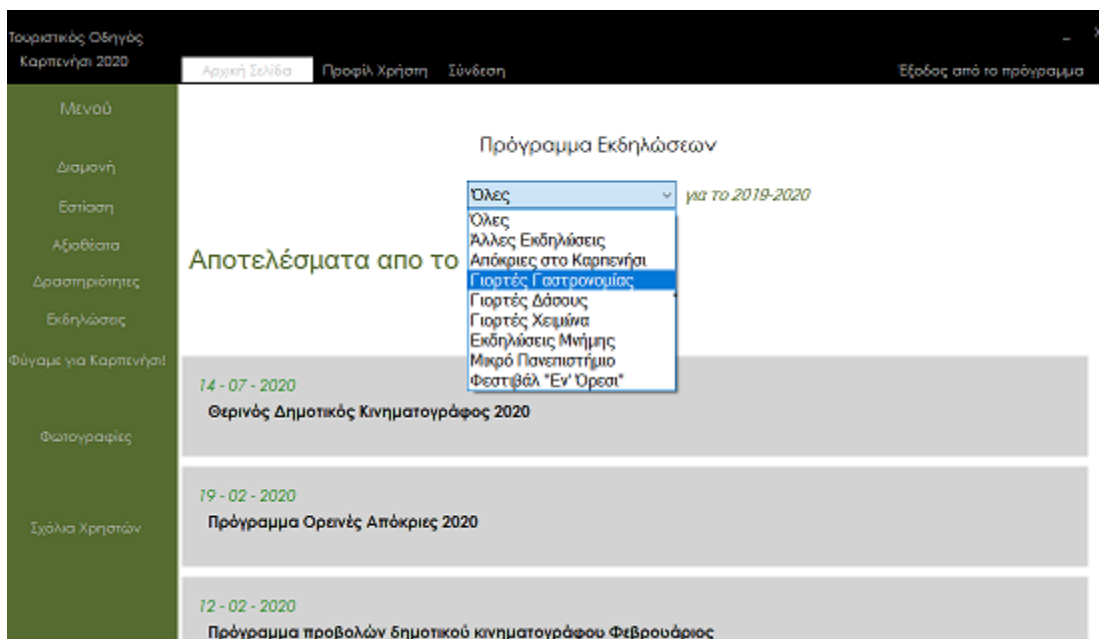 Τουριστικός Οδηγός
Καρπενήσι 2020
Αρχική Σελίδα Προφίλ Χρήστη Σύνδεση Έξοδος από το πρόγραμμα
Μενού
Διαμονή
Εστίαση
Αξιοθέατα
Δραστηριότητες
Εκδηλώσεις
Φύγαμε για Καρπενήσι!
Φωτογραφίες
Σχόλια Χρηστών
Πρόγραμμα Εκδηλώσεων
Όλες για το 2019-2020
Όλες
Άλλες Εκδηλώσεις
Απόκριες στο Καρπενήσι
Γιορτές Γαστρονομίας
Γιορτές Δάσους
Γιορτές Χειμώνα
Εκδηλώσεις Μνήμης
Μικρό Πανεπιστήμιο
Φεστιβάλ "Εν' Όρεσι"
Αποτελέσματα απο το
14 - 07 - 2020
Θερινός Δημοτικός Κινηματογράφος 2020
19 - 02 - 2020
Πρόγραμμα Ορεινές Απόκριες 2020
12 - 02 - 2020
Πρόγραμμα προβολών δημοτικού κινηματογράφου Φεβρουάριος